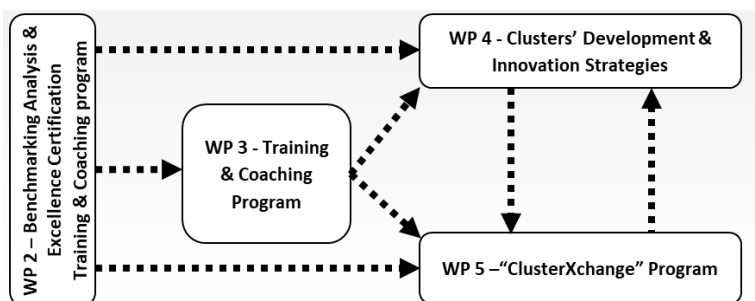 WP 2 – Benchmarking Analysis &
Excellence Certification
Training & Coaching program
WP 3 - Training
& Coaching
Program
WP 4 - Clusters’ Development &
Innovation Strategies
WP 5 –“ClusterXchange” Program